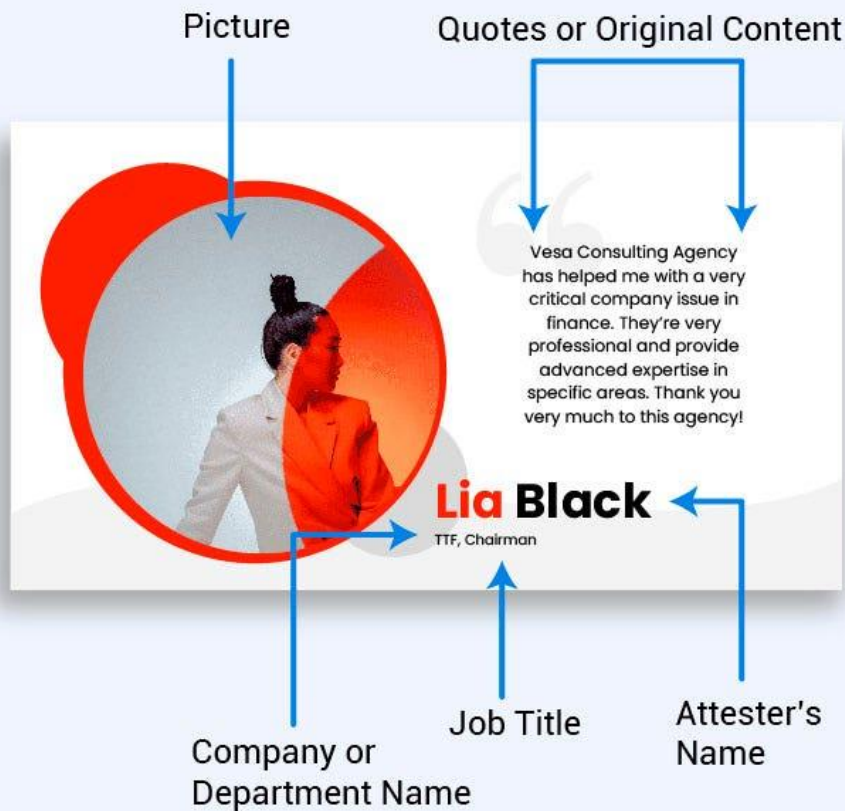 Picture
Quotes or Original Content
Vesa Consulting Agency
has helped me with a very
critical company issue in
finance. They're very
professional and provide
advanced expertise in
specific areas. Thank you
very much to this agency!
Lia Black
TTF, Chairman
Company or
Department Name
Job Title
Attester's
Name